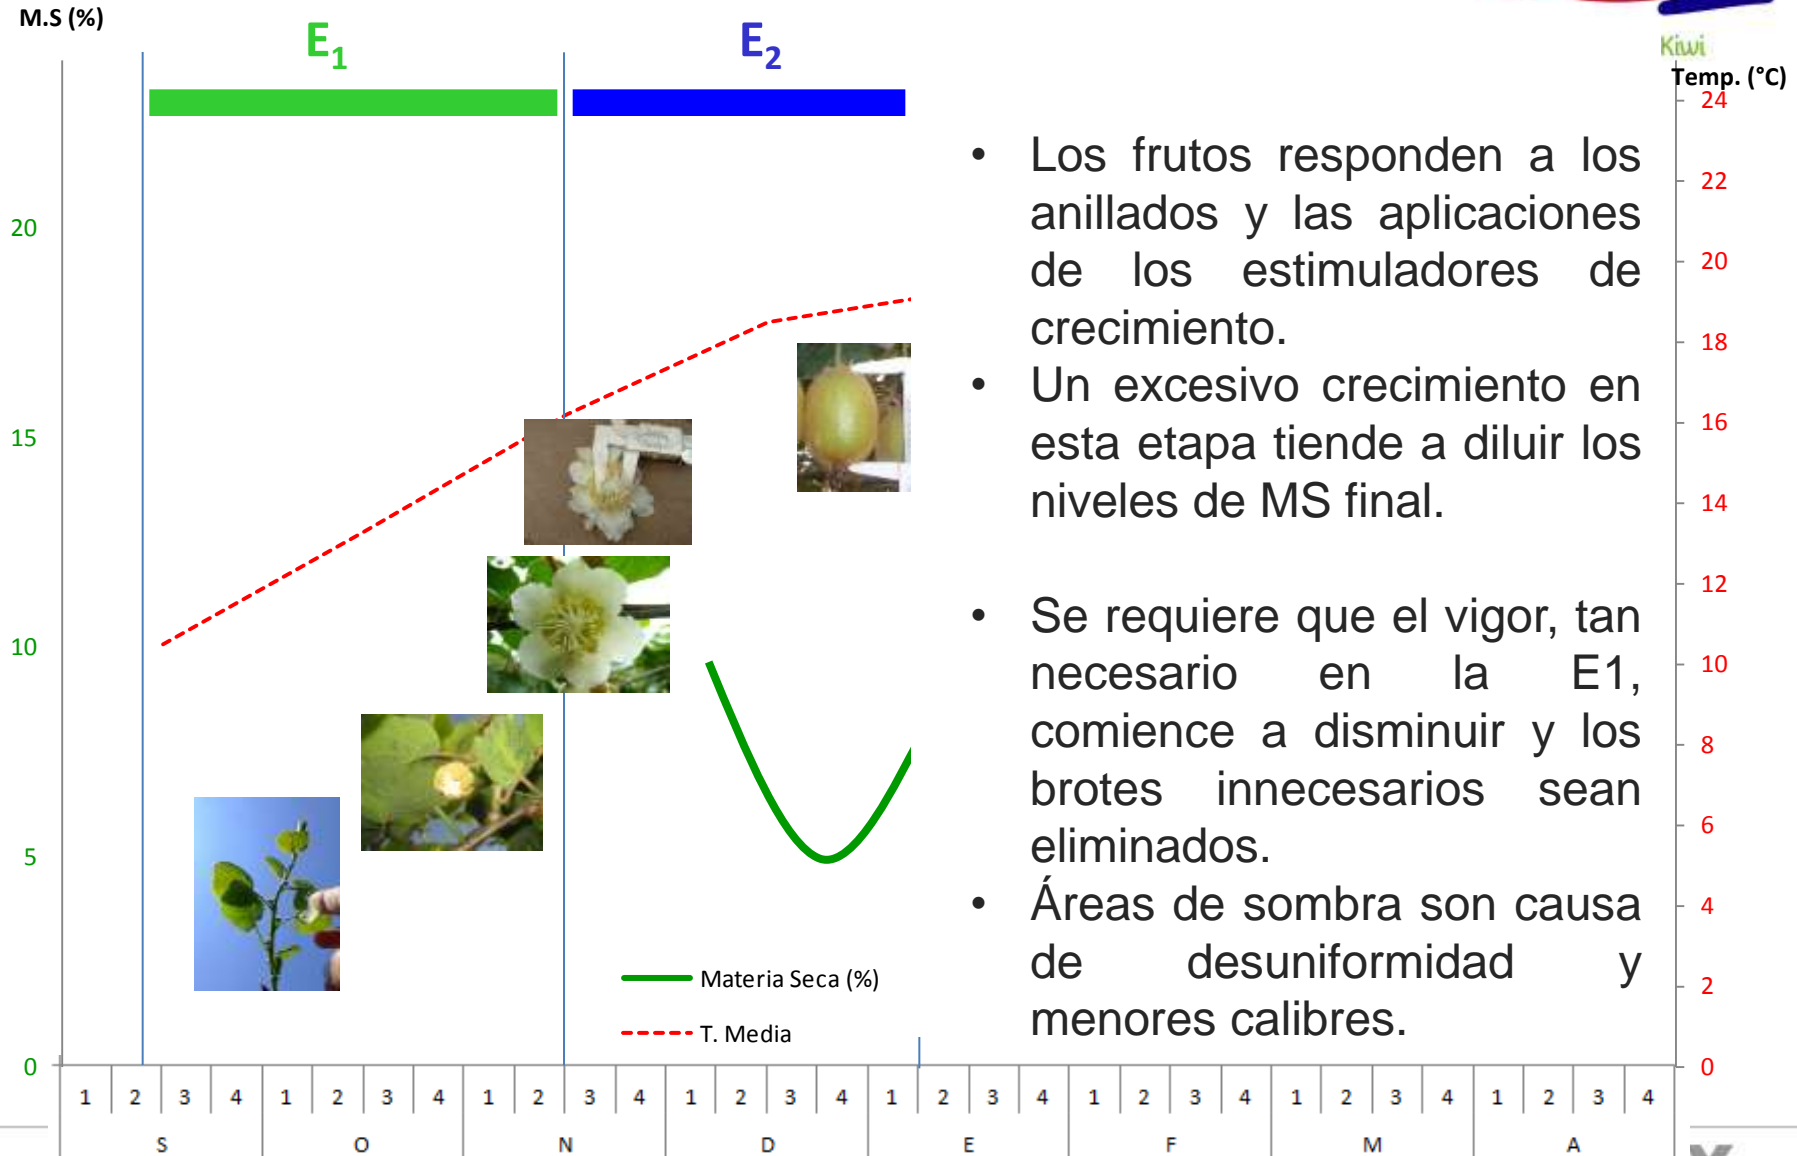 M.S (%)
E1
E2
Kiwi
Temp. (°C)
24
22
20
18
16
14
12
10
8
6
4
2
0
20
15
10
5
0
• Los frutos responden a los
anillados y las aplicaciones
de los estimuladores de
crecimiento.
• Un excesivo crecimiento en
esta etapa tiende a diluir los
niveles de MS final.
• Se requiere que el vigor, tan
necesario en la E1,
comience a disminuir y los
brotes innecesarios sean
eliminados.
• Áreas de sombra son causa
de desuniformidad y
menores calibres.
Materia Seca (%)
T. Media
1 2 3 4 1 2 3 4 1 2 3 4 1 2 3 4 1 2 3 4 1 2 3 4 1 2 3 4 1 2 3 4
S O N D E F M A